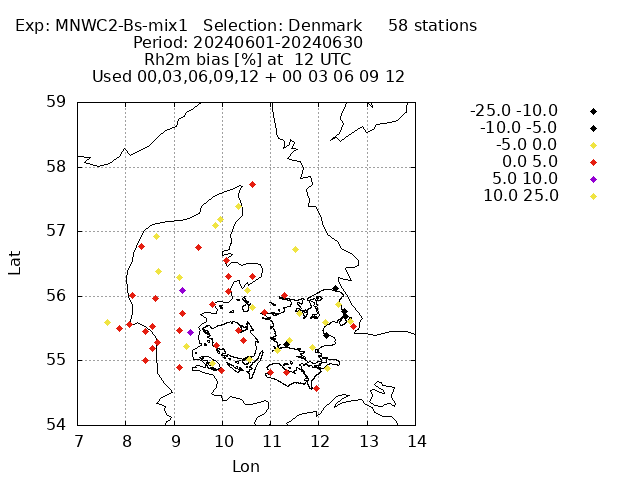 Exp: MNWC2-Bs-mix1   Selection: Denmark     58 stations
Period: 20240601-20240630
Rh2m bias [%] at  12 UTC
Used 00,03,06,09,12 + 00 03 06 09 12
-25.0 -10.0
-10.0 -5.0
-5.0 0.0
0.0 5.0
5.0 10.0
10.0 25.0
59
58
57
56
55
54
Lat
7 8 9 10 11 12 13 14
Lon